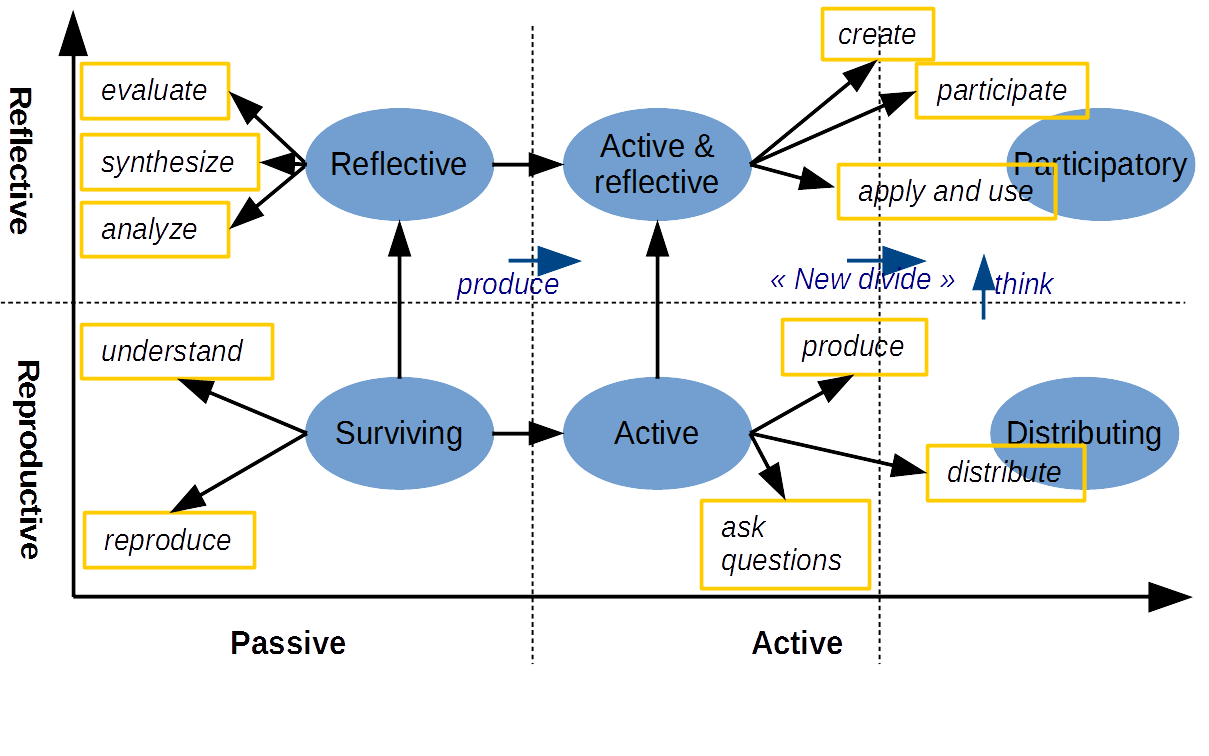 create
evaluate
participate
Reflective
synthesize
Reflective
Active &
reflective
Participatory
apply and use
analyze
produce
« New divide »
think
understand
produce
Reproductive
Surviving
Active
Distributing
distribute
reproduce
ask
questions
Passive
Active